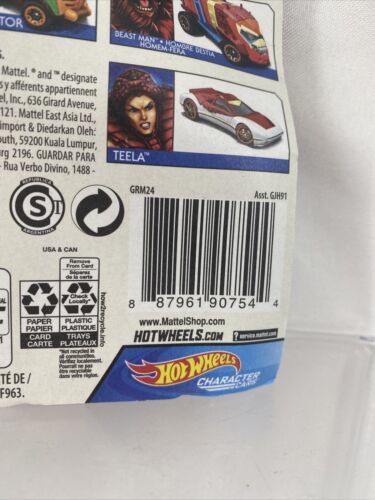 TOR
BEAST MAN™ • HOMBRE BESTIA
HOMEM-FERA
s.
Mattel. ® and ™ designate
y afférents appartiennent
el, Inc., 636 Girard Avenue,
121. Mattel East Asia Ltd.,
import & Diedarkan Oleh:
outh, 59200 Kuala Lumpur,
urg 2196. GUARDAR PARA
- Rua Verbo Divino, 1488 -
TEELA™
GRM24
Asst. GJH91
REPUBLICA
S
ARGENTINA
USA & CAN
8 87961 90754 4
Remove
From Card
Séparez
de la carte
Check
Locally*
PAPER
PAPIER
CARD
CARTE
PLASTIC
PLASTIQUE
TRAYS
PLATEAUX
*Not recycled in
all communities
how2recycle.info
www.MattelShop.com
HOTWHEELS.COM
? service.mattel.com
HOT WHEELS
CHARACTER
CARS
TÉ DE /
F963.